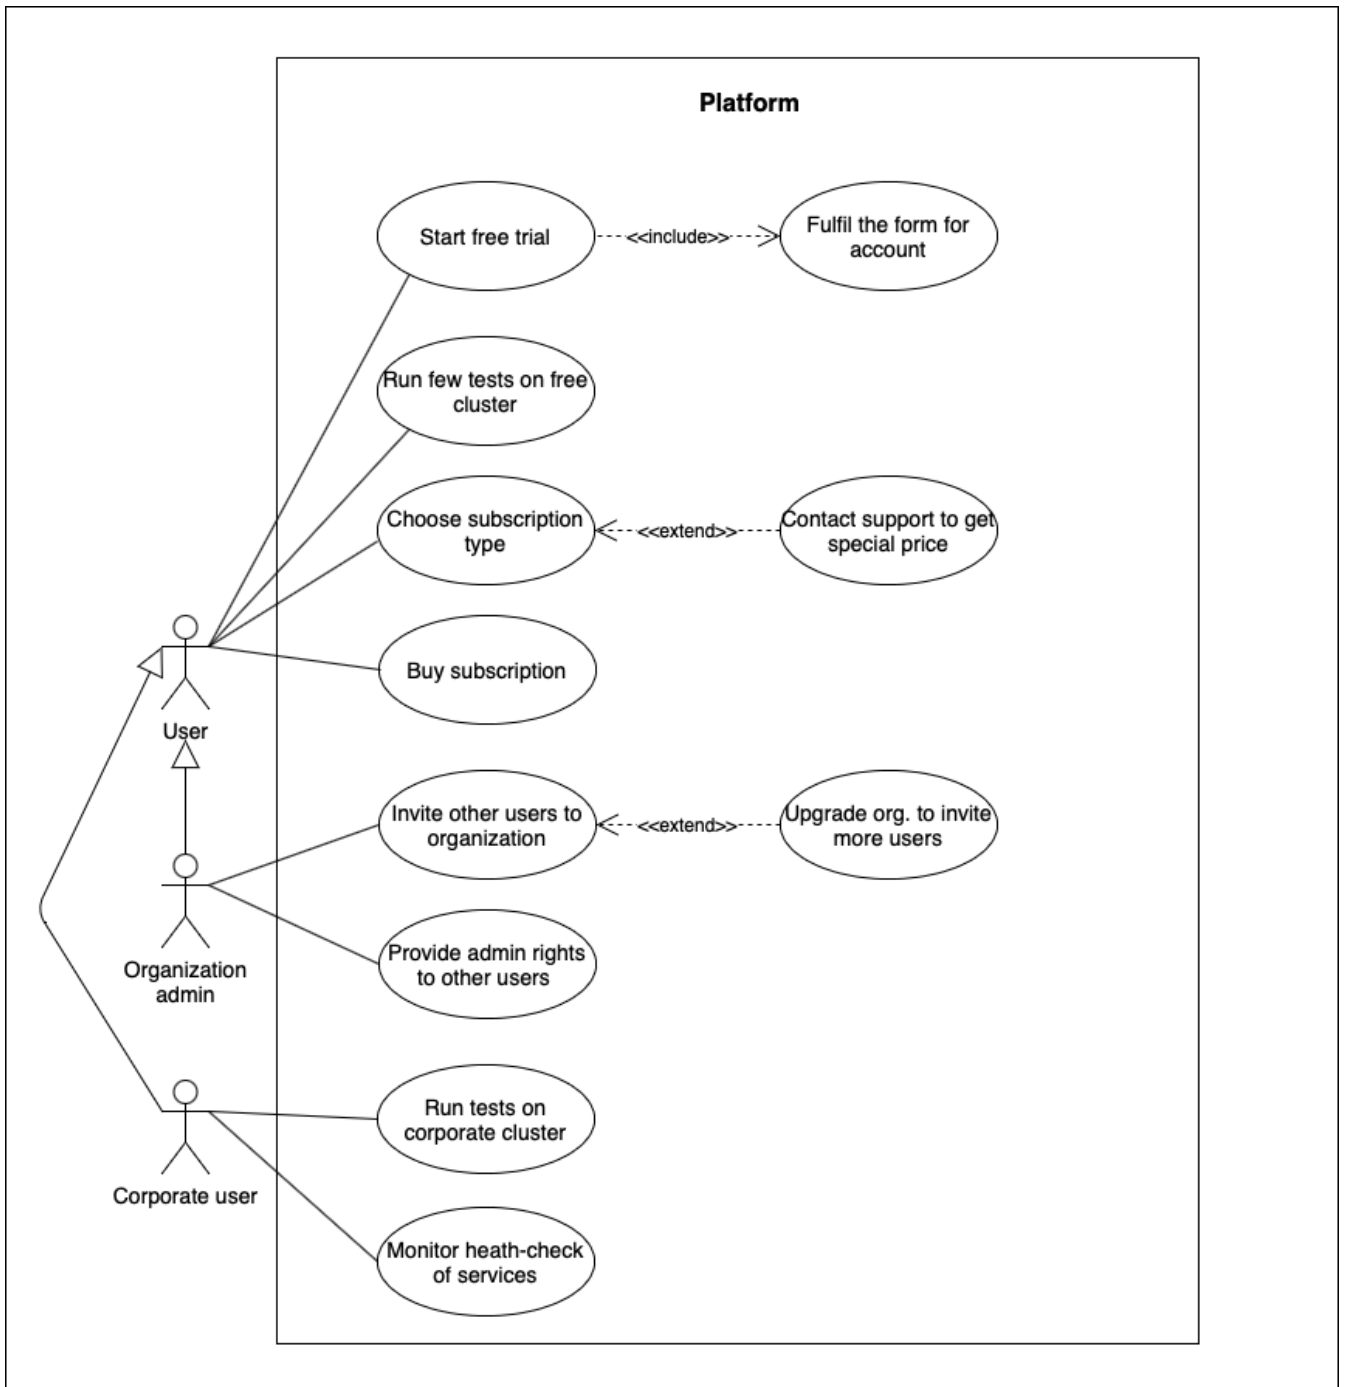 Platform
Start free trial
<<include>>
Fulfil the form for
account
Run few tests on free
cluster
Choose subscription
type
<<extend>>
Contact support to get
special price
Buy subscription
User
Invite other users to
organization
<<extend>>
Upgrade org. to invite
more users
Provide admin rights
to other users
Organization
admin
Run tests on
corporate cluster
Corporate user
Monitor heath-check
of services